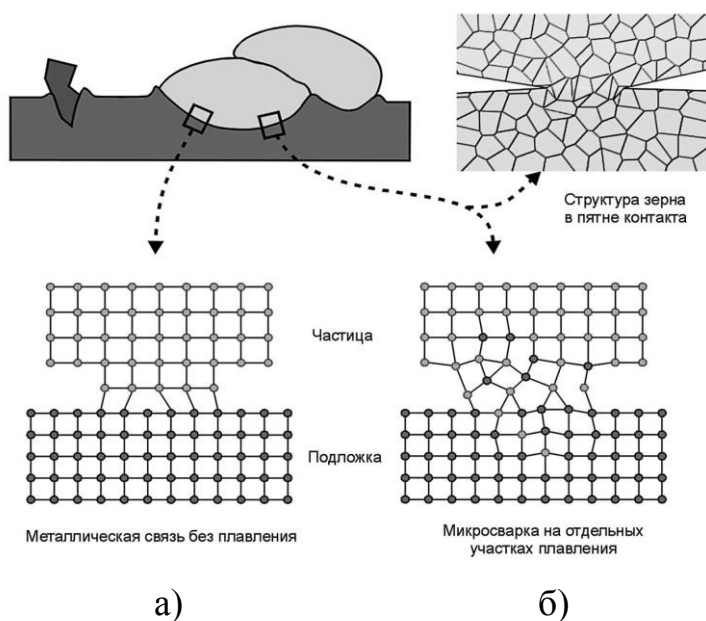 Структура зерна
в пятне контакта
Частица
Подложка
Металлическая связь без плавления
Микросварка на отдельных
участках плавления
а)
б)